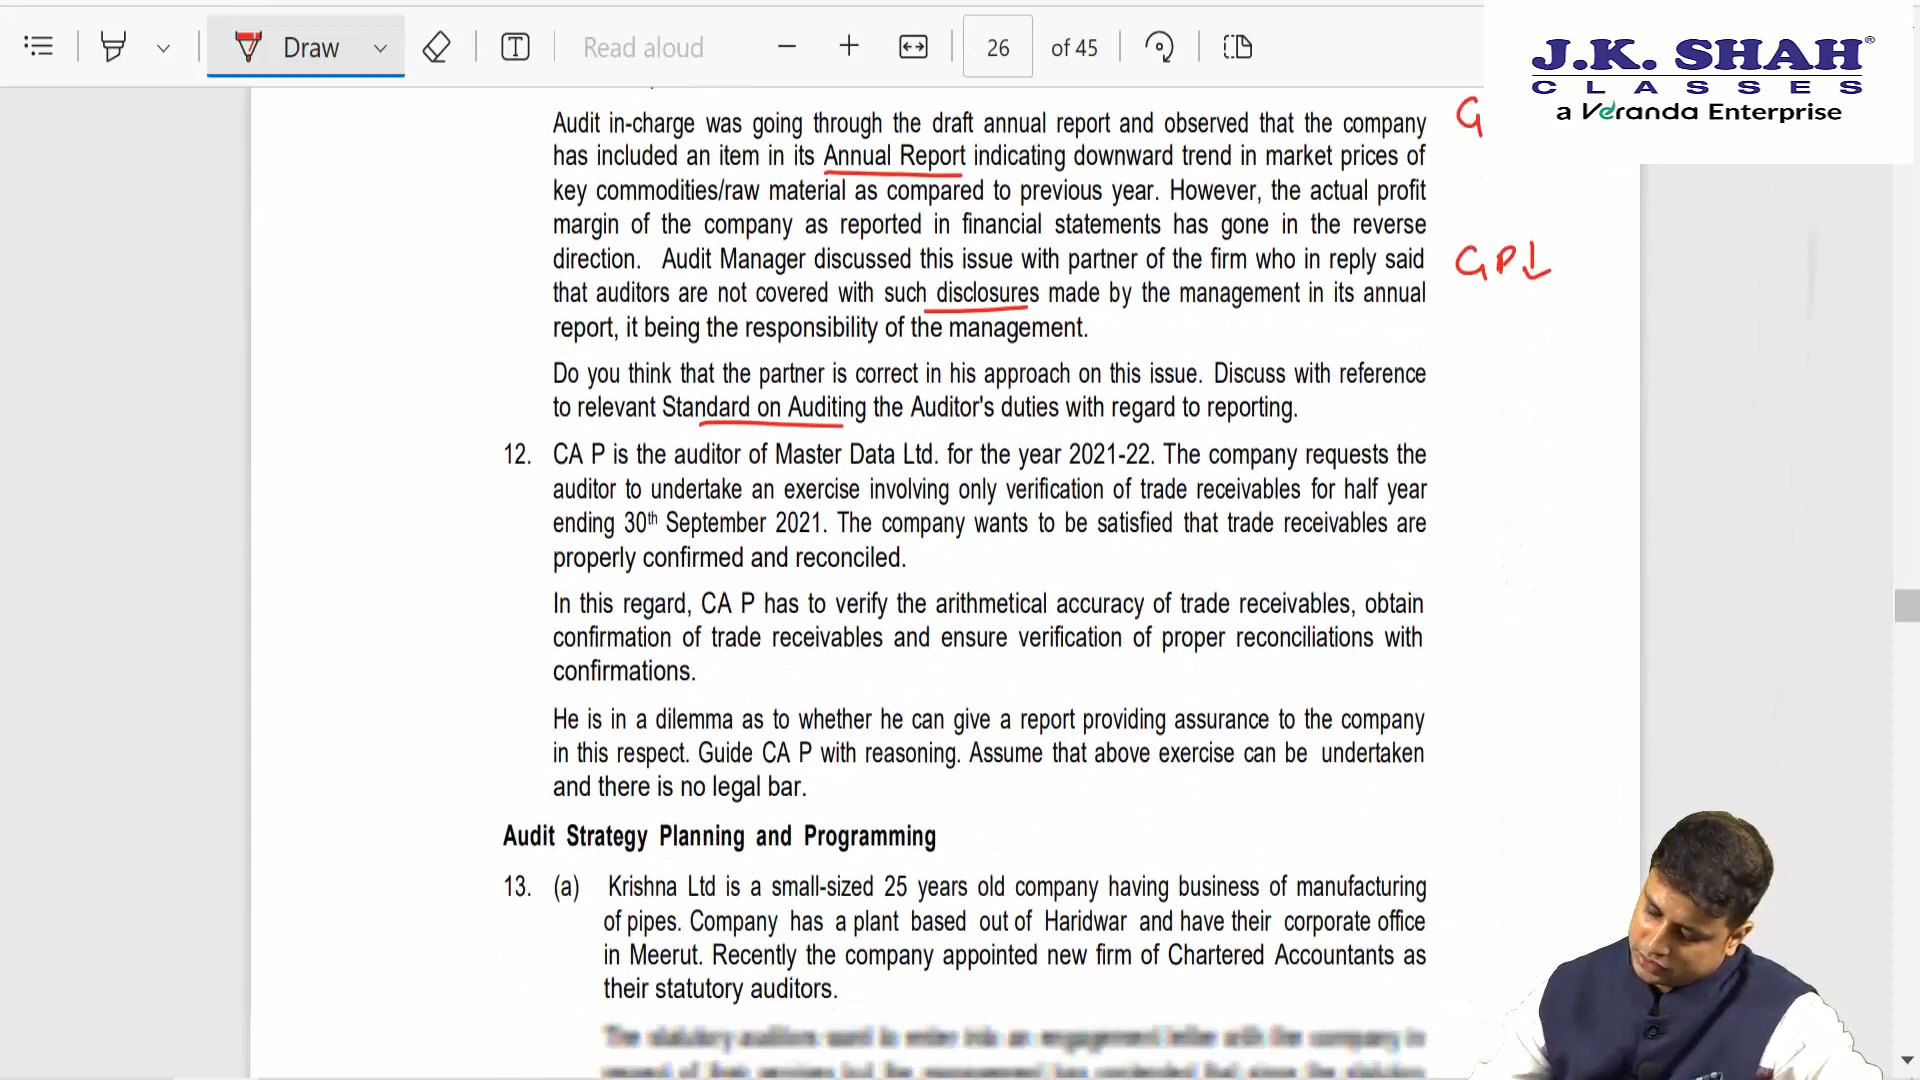 Draw
Read aloud
26 of 45
J.K. SHAH®
CLASSES
a Veranda Enterprise
Audit in-charge was going through the draft annual report and observed that the company
G
has included an item in its Annual Report indicating downward trend in market prices of
key commodities/raw material as compared to previous year. However, the actual profit
margin of the company as reported in financial statements has gone in the reverse
direction. Audit Manager discussed this issue with partner of the firm who in reply said
GP↓
that auditors are not covered with such disclosures made by the management in its annual
report, it being the responsibility of the management.
Do you think that the partner is correct in his approach on this issue. Discuss with reference
to relevant Standard on Auditing the Auditor's duties with regard to reporting.
12. CA P is the auditor of Master Data Ltd. for the year 2021-22. The company requests the
auditor to undertake an exercise involving only verification of trade receivables for half year
ending 30th September 2021. The company wants to be satisfied that trade receivables are
properly confirmed and reconciled.
In this regard, CA P has to verify the arithmetical accuracy of trade receivables, obtain
confirmation of trade receivables and ensure verification of proper reconciliations with
confirmations.
He is in a dilemma as to whether he can give a report providing assurance to the company
in this respect. Guide CA P with reasoning. Assume that above exercise can be undertaken
and there is no legal bar.
Audit Strategy Planning and Programming
13. (a) Krishna Ltd is a small-sized 25 years old company having business of manufacturing
of pipes. Company has a plant based out of Haridwar and have their corporate office
in Meerut. Recently the company appointed new firm of Chartered Accountants as
their statutory auditors.